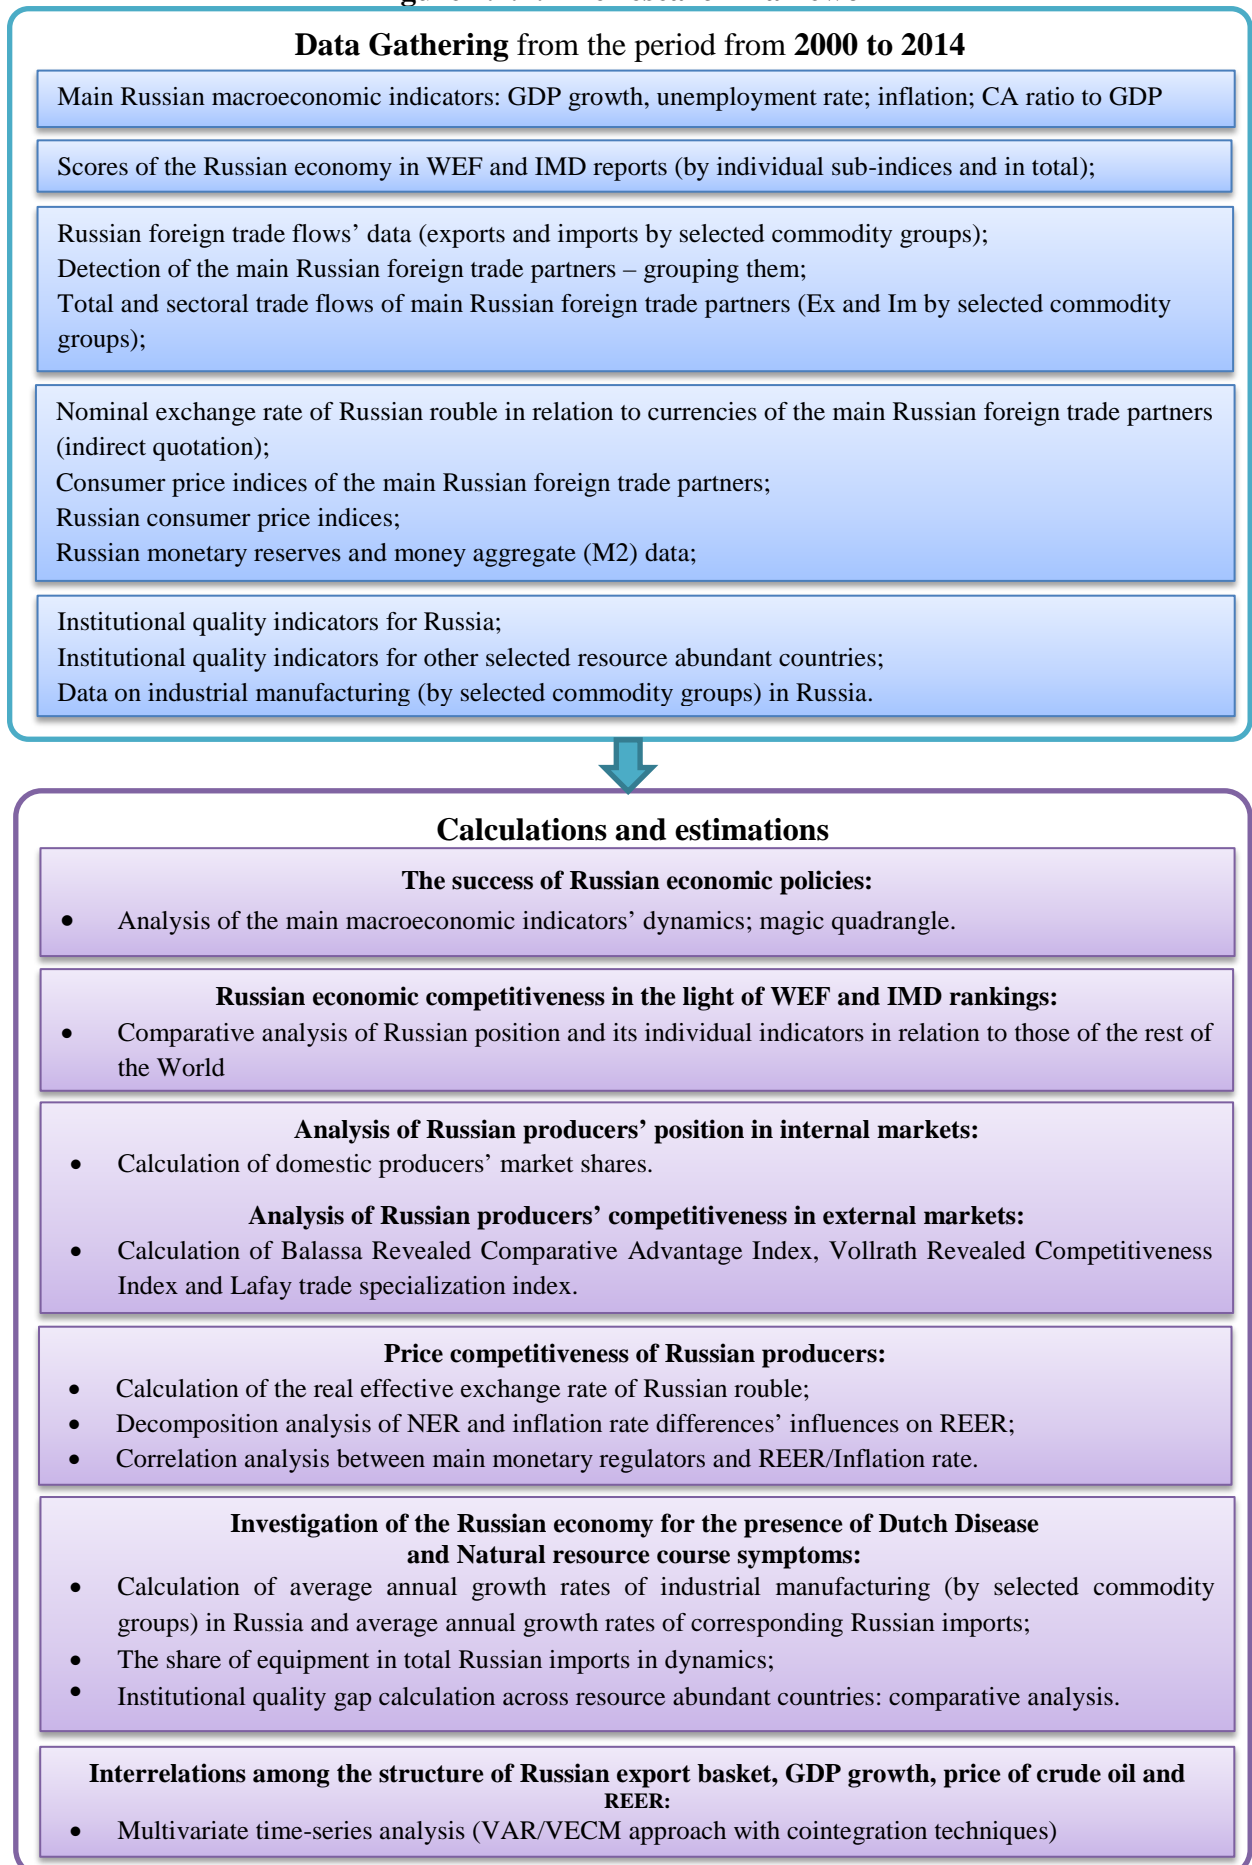 Data Gathering from the period from 2000 to 2014
Main Russian macroeconomic indicators: GDP growth, unemployment rate; inflation; CA ratio to GDP
Scores of the Russian economy in WEF and IMD reports (by individual sub-indices and in total);
Russian foreign trade flows’ data (exports and imports by selected commodity groups);
Detection of the main Russian foreign trade partners – grouping them;
Total and sectoral trade flows of main Russian foreign trade partners (Ex and Im by selected commodity
groups);
Nominal exchange rate of Russian rouble in relation to currencies of the main Russian foreign trade partners
(indirect quotation);
Consumer price indices of the main Russian foreign trade partners;
Russian consumer price indices;
Russian monetary reserves and money aggregate (M2) data;
Institutional quality indicators for Russia;
Institutional quality indicators for other selected resource abundant countries;
Data on industrial manufacturing (by selected commodity groups) in Russia.
Calculations and estimations
The success of Russian economic policies:
• Analysis of the main macroeconomic indicators’ dynamics; magic quadrangle.
Russian economic competitiveness in the light of WEF and IMD rankings:
• Comparative analysis of Russian position and its individual indicators in relation to those of the rest of
the World
Analysis of Russian producers’ position in internal markets:
• Calculation of domestic producers’ market shares.
Analysis of Russian producers’ competitiveness in external markets:
• Calculation of Balassa Revealed Comparative Advantage Index, Vollrath Revealed Competitiveness
Index and Lafay trade specialization index.
Price competitiveness of Russian producers:
• Calculation of the real effective exchange rate of Russian rouble;
• Decomposition analysis of NER and inflation rate differences’ influences on REER;
• Correlation analysis between main monetary regulators and REER/Inflation rate.
Investigation of the Russian economy for the presence of Dutch Disease
and Natural resource course symptoms:
• Calculation of average annual growth rates of industrial manufacturing (by selected commodity
groups) in Russia and average annual growth rates of corresponding Russian imports;
• The share of equipment in total Russian imports in dynamics;
• Institutional quality gap calculation across resource abundant countries: comparative analysis.
Interrelations among the structure of Russian export basket, GDP growth, price of crude oil and
REER:
• Multivariate time-series analysis (VAR/VECM approach with cointegration techniques)